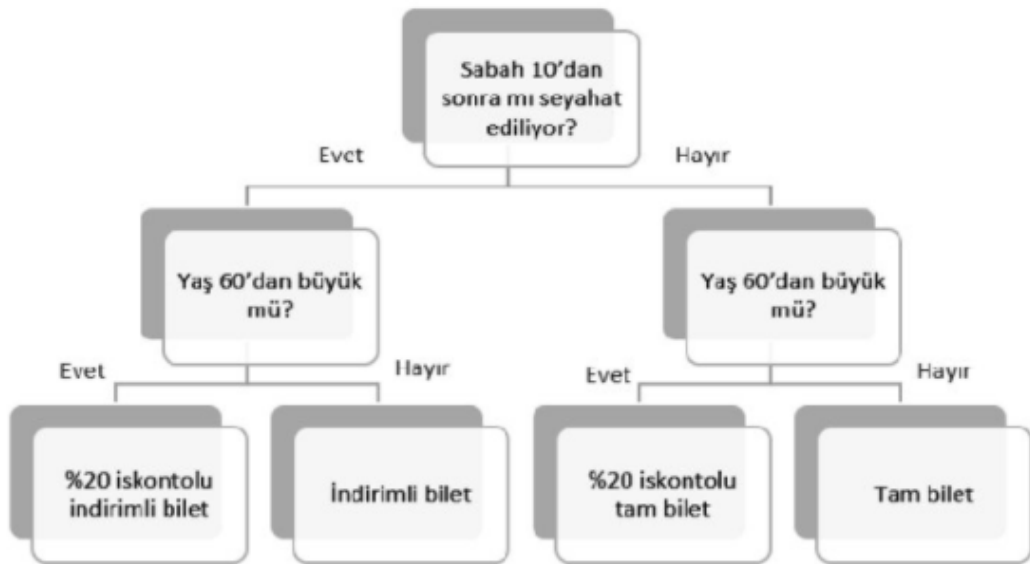 Sabah 10'dan
sonra mı seyahat
ediliyor?
Evet
Hayır
Yaş 60'dan büyük
mü?
Yaş 60'dan büyük
mü?
Evet
Hayır
Evet
Hayır
%20 iskontolu
indirimli bilet
İndirimli bilet
%20 iskontolu
tam bilet
Tam bilet